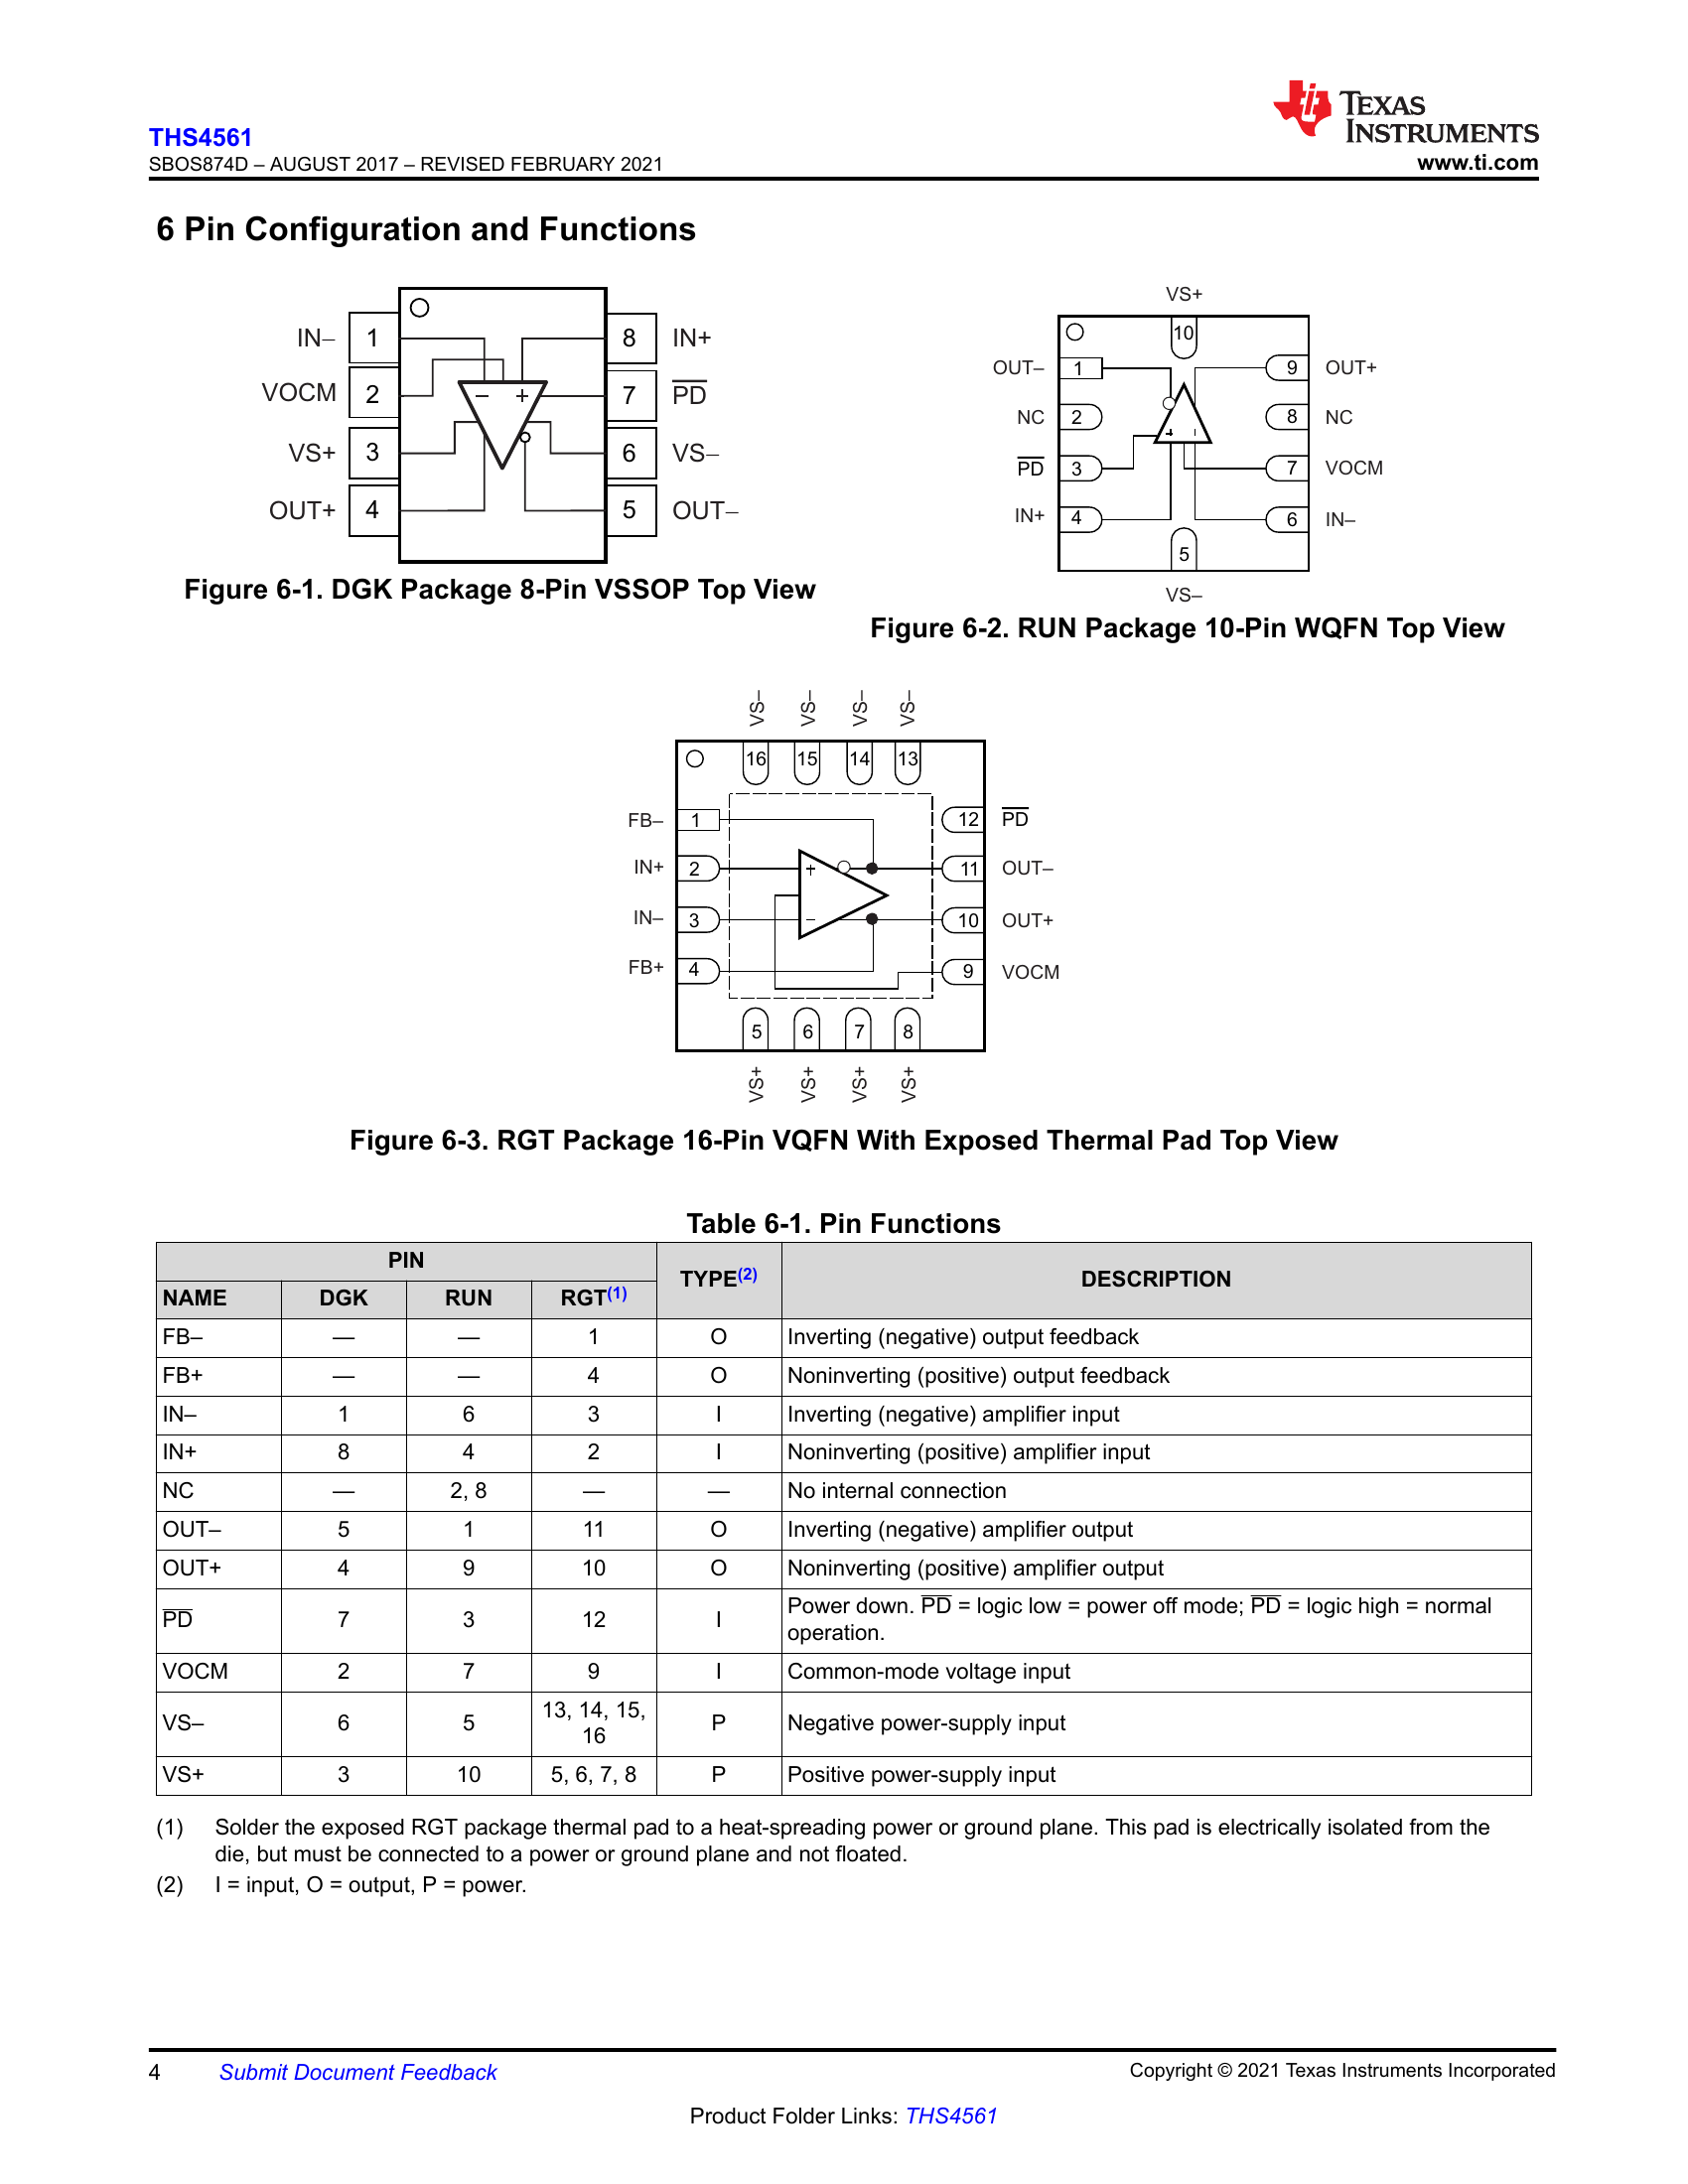 TEXAS
INSTRUMENTS
www.ti.com
THS4561
SBOS874D – AUGUST 2017 – REVISED FEBRUARY 2021
6 Pin Configuration and Functions
IN– 1 8 IN+
VOCM 2 7 PD
VS+ 3 6 VS–
OUT+ 4 5 OUT–
– +
Figure 6-1. DGK Package 8-Pin VSSOP Top View
VS+
10
OUT– 1 9 OUT+
NC 2 8 NC
PD 3 7 VOCM
IN+ 4 6 IN–
5
VS–
Figure 6-2. RUN Package 10-Pin WQFN Top View
VS– VS– VS– VS–
16 15 14 13
FB– 1 12 PD
IN+ 2 + 11 OUT–
IN– 3 – 10 OUT+
FB+ 4 9 VOCM
5 6 7 8
VS+ VS+ VS+ VS+
Figure 6-3. RGT Package 16-Pin VQFN With Exposed Thermal Pad Top View
Table 6-1. Pin Functions
PIN TYPE(2) DESCRIPTION
NAME DGK RUN RGT(1)
FB– — — 1 O Inverting (negative) output feedback
FB+ — — 4 O Noninverting (positive) output feedback
IN– 1 6 3 I Inverting (negative) amplifier input
IN+ 8 4 2 I Noninverting (positive) amplifier input
NC — 2, 8 — — No internal connection
OUT– 5 1 11 O Inverting (negative) amplifier output
OUT+ 4 9 10 O Noninverting (positive) amplifier output
PD 7 3 12 I Power down. PD = logic low = power off mode; PD = logic high = normal
operation.
VOCM 2 7 9 I Common-mode voltage input
VS– 6 5 13, 14, 15,
16 P Negative power-supply input
VS+ 3 10 5, 6, 7, 8 P Positive power-supply input
(1) Solder the exposed RGT package thermal pad to a heat-spreading power or ground plane. This pad is electrically isolated from the
die, but must be connected to a power or ground plane and not floated.
(2) I = input, O = output, P = power.
4 Submit Document Feedback Copyright © 2021 Texas Instruments Incorporated
Product Folder Links: THS4561